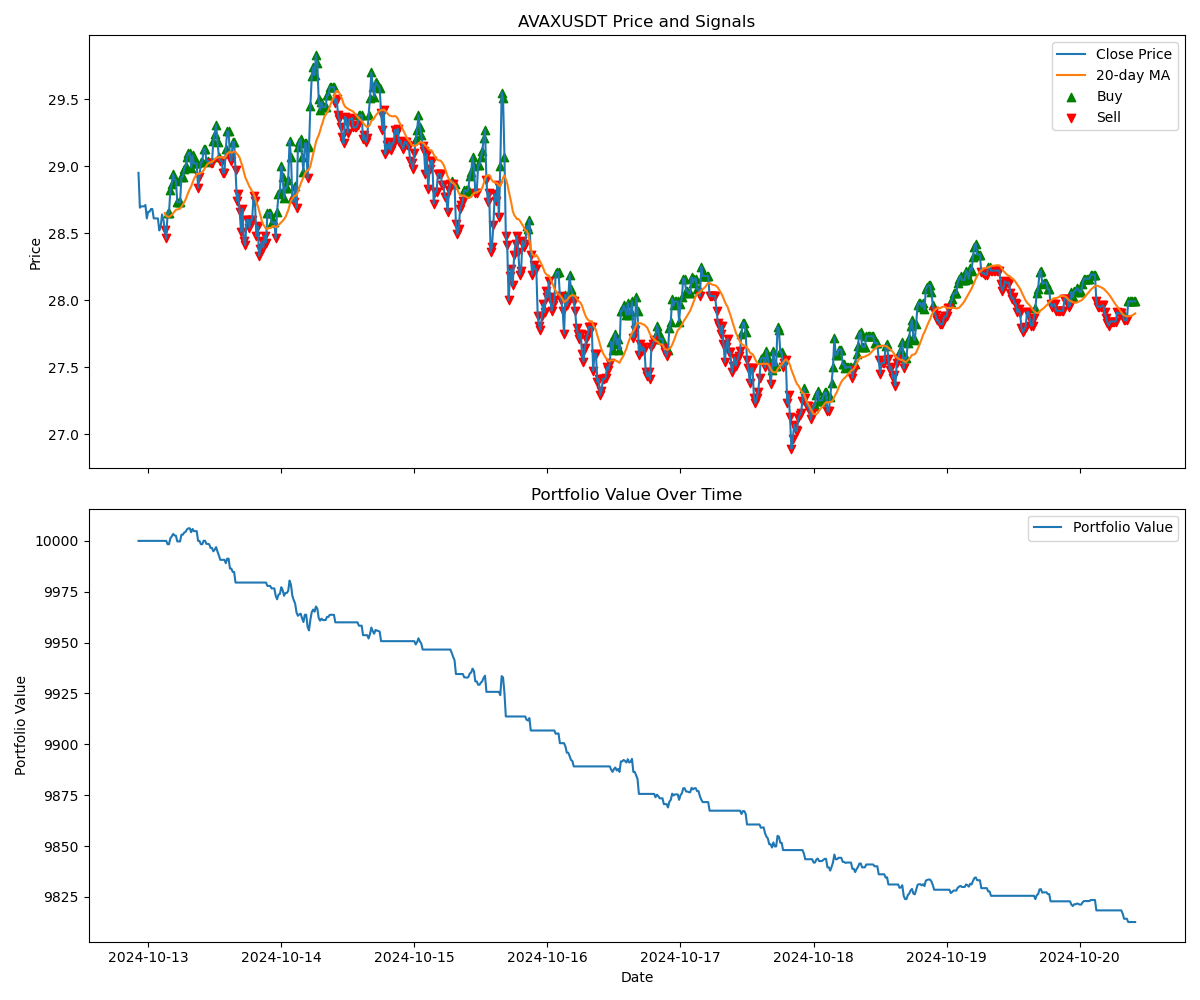 AVAXUSDT Price and Signals
Close Price
20-day MA
Buy
Sell
29.5
29.0
28.5
28.0
27.5
27.0
Price
Portfolio Value Over Time
Portfolio Value
10000
9975
9950
9925
9900
9875
9850
9825
Portfolio Value
2024-10-13 2024-10-14 2024-10-15 2024-10-16 2024-10-17 2024-10-18 2024-10-19 2024-10-20
Date